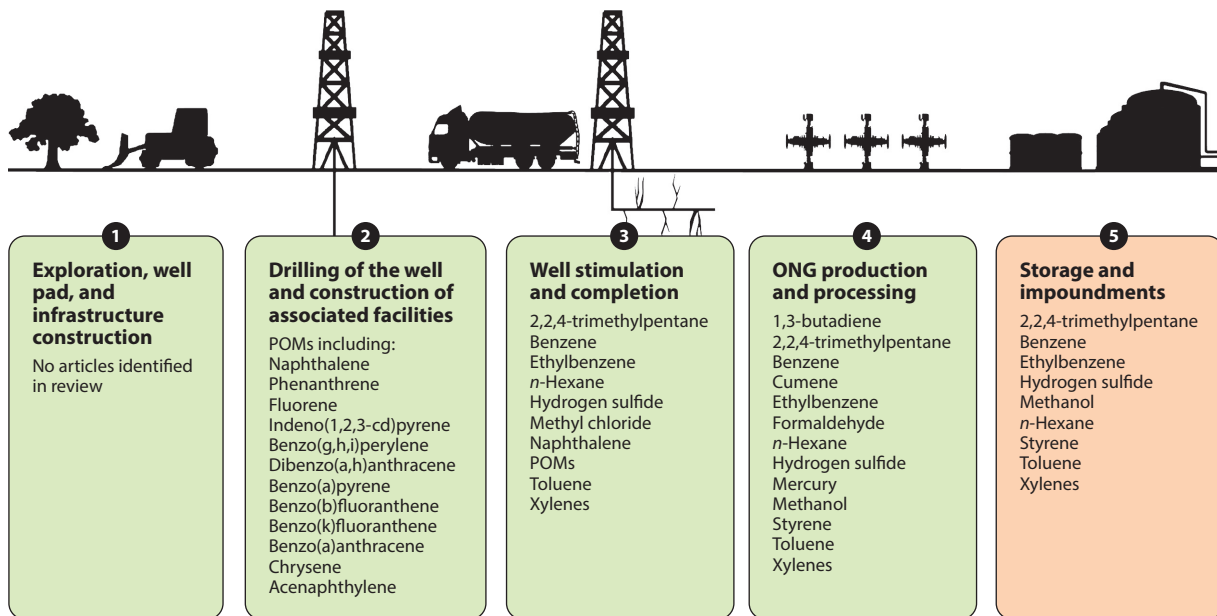 1
Exploration, well
pad, and
infrastructure
construction
No articles identified
in review
2
Drilling of the well
and construction of
associated facilities
POMs including:
Naphthalene
Phenanthrene
Fluorene
Indeno(1,2,3-cd)pyrene
Benzo(g,h,i)perylene
Dibenzo(a,h)anthracene
Benzo(a)pyrene
Benzo(b)fluoranthene
Benzo(k)fluoranthene
Benzo(a)anthracene
Chrysene
Acenaphthylene
3
Well stimulation
and completion
2,2,4-trimethylpentane
Benzene
Ethylbenzene
n-Hexane
Hydrogen sulfide
Methyl chloride
Naphthalene
POMs
Toluene
Xylenes
4
ONG production
and processing
1,3-butadiene
2,2,4-trimethylpentane
Benzene
Cumene
Ethylbenzene
Formaldehyde
n-Hexane
Hydrogen sulfide
Mercury
Methanol
Styrene
Toluene
Xylenes
5
Storage and
impoundments
2,2,4-trimethylpentane
Benzene
Ethylbenzene
Hydrogen sulfide
Methanol
n-Hexane
Styrene
Toluene
Xylenes